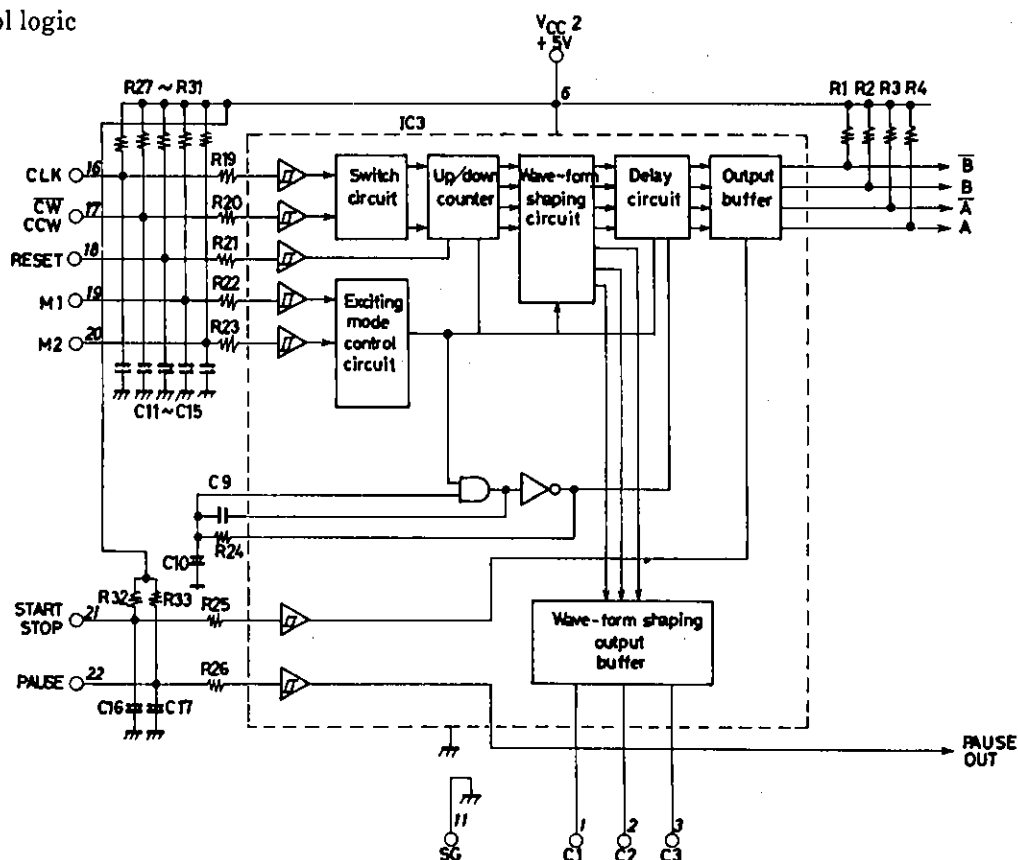 ol logic
VCC 2
+ 5V
6
R27 ~ R31
R1 R2 R3 R4
IC3
CLK 16
R19
Switch
circuit
Up/down
counter
Wave-form
shaping
circuit
Delay
circuit
Output
buffer
B
B
A
A
CW
CCW 17
R20
RESET 18
R21
M1 19
R22
M2 20
R23
Exciting
mode
control
circuit
C11~C15
C9
R24
C10
R32 R33
START
STOP 21
R25
PAUSE 22
R26
C16 C17
Wave-form shaping
output
buffer
PAUSE
OUT
11
SG
1
C1
2
C2
3
C3